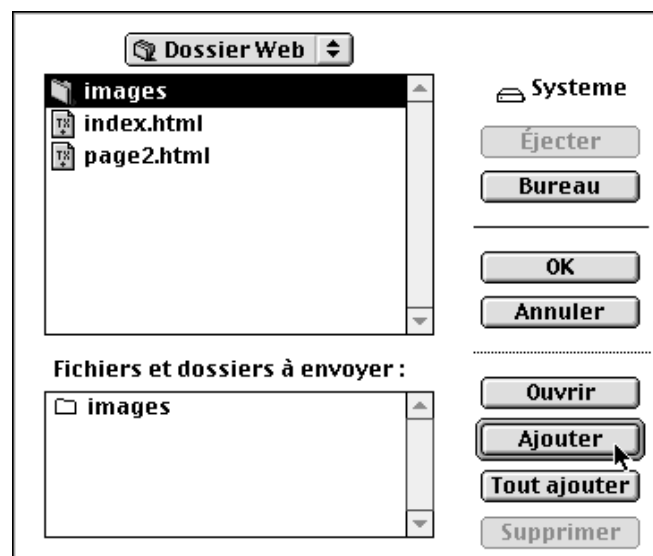 Dossier Web
images
index.html
page2.html
Systeme
Éjecter
Bureau
OK
Annuler
Fichiers et dossiers à envoyer :
images
Ouvrir
Ajouter
Tout ajouter
Supprimer